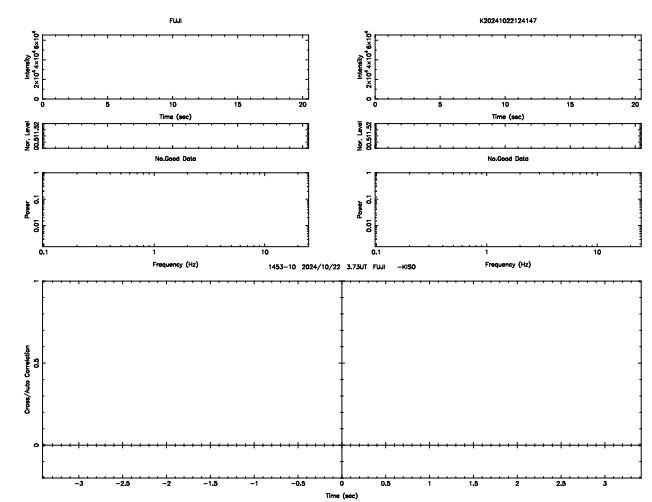 FUJI
K20241022124147
Intensity
2×10⁴ 4×10⁴ 6×10⁴
0
0 5 10 15 20
Time (sec)
Intensity
2×10⁴ 4×10⁴ 6×10⁴
0
0 5 10 15 20
Time (sec)
Nor. Level
00.511.52
Nor. Level
00.511.52
No.Good Data
No.Good Data
Power
1
0.1
0.01
0.1 1 10
Frequency (Hz)
Power
1
0.1
0.01
0.1 1 10
Frequency (Hz)
1453-10 2024/10/22 3.73UT FUJI -KISO
Cross/Auto Correlation
1
0.5
0
-3 -2.5 -2 -1.5 -1 -0.5 0 0.5 1 1.5 2 2.5 3
Time (sec)